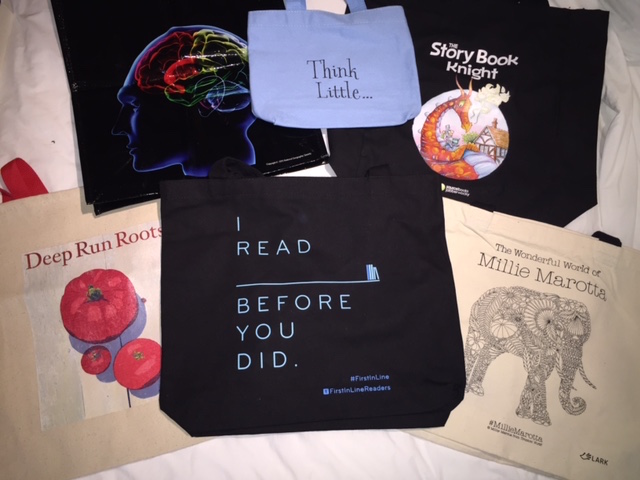 Think
Little...
THE
Story Book
Knight
Deep Run Roots
I
READ
BEFORE
YOU
DID.
#FirstinLine
FirstinLineReaders
The Wonderful World of
Millie Marotta
#MillieMarotta
LARK